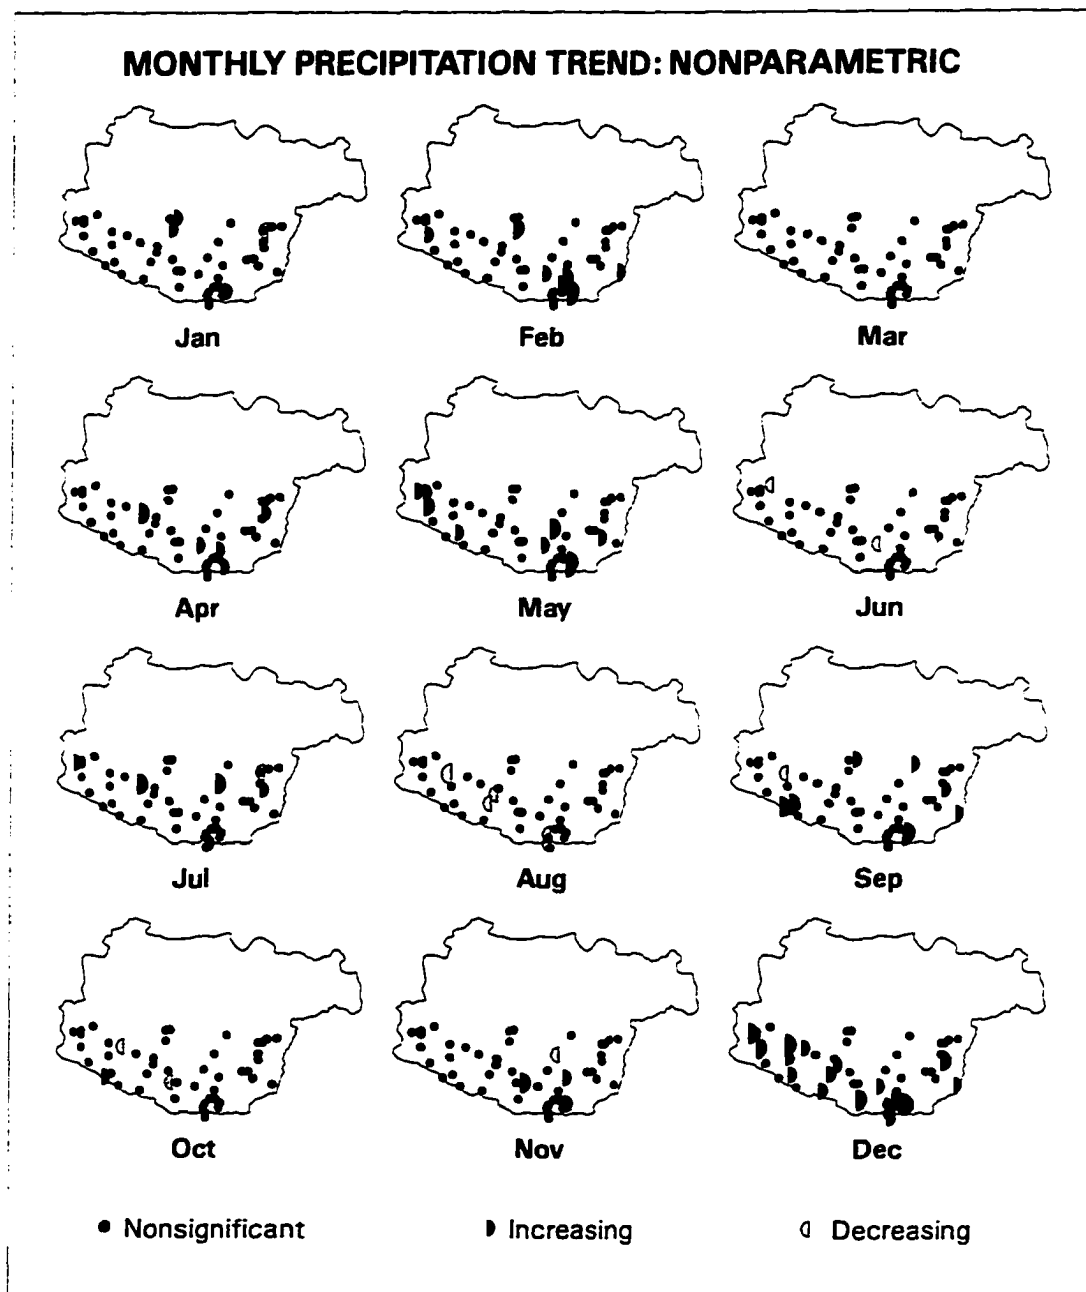 MONTHLY PRECIPITATION TREND: NONPARAMETRIC
Jan Feb Mar
Apr May Jun
Jul Aug Sep
Oct Nov Dec
Nonsignificant Increasing Decreasing